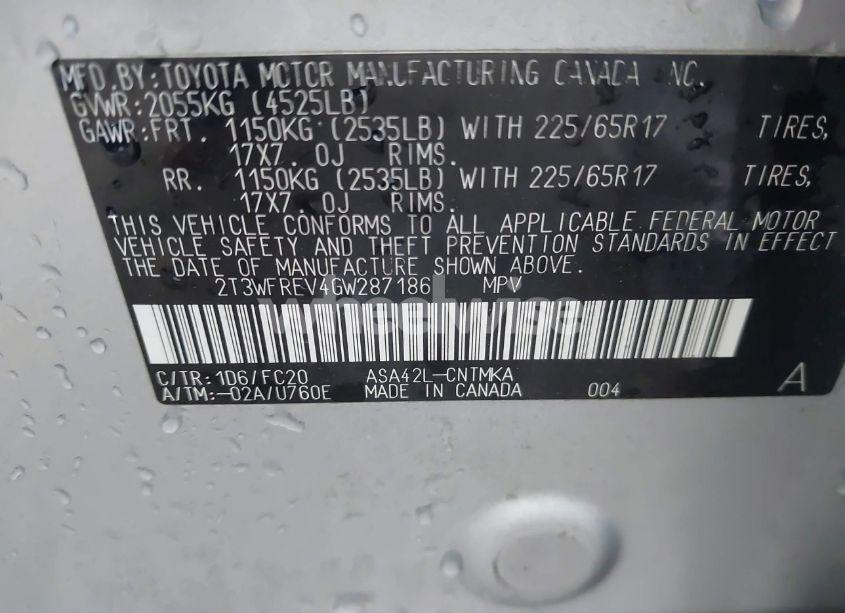 MFD.BY:TOYOTA MOTOR MANUFACTURING CANADA INC.
GVWR:2055KG (4525LB)
GAWR:FRT. 1150KG (2535LB) WITH 225/65R17 TIRES,
17X7.0J RIMS.
RR. 1150KG (2535LB) WITH 225/65R17 TIRES,
17X7.0J RIMS.
THIS VEHICLE CONFORMS TO ALL APPLICABLE FEDERAL MOTOR
VEHICLE SAFETY AND THEFT PREVENTION STANDARDS IN EFFECT
THE DATE OF MANUFACTURE SHOWN ABOVE.
2T3WFREV4GW287186 MPV
wheelwise
C/TR:1D6/FC20 ASA42L-CNTMKA
A/TM:-02A/U760E MADE IN CANADA 004 A